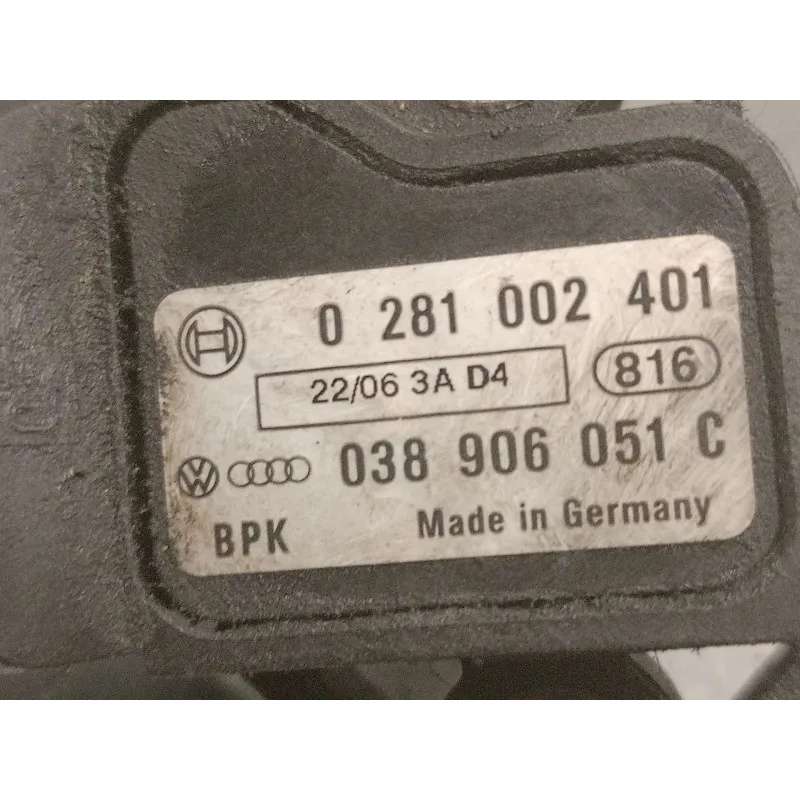 0 281 002 401
22/06 3A D4 816
038 906 051 C
BPK Made in Germany